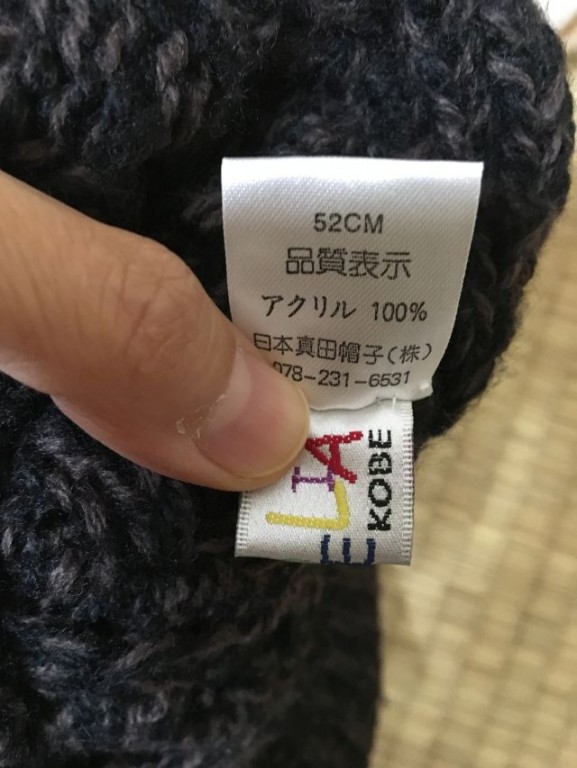 52CM
品質表示
アクリル 100%
日本真田帽子(株)
078-231-6531
ELIA
KOBE